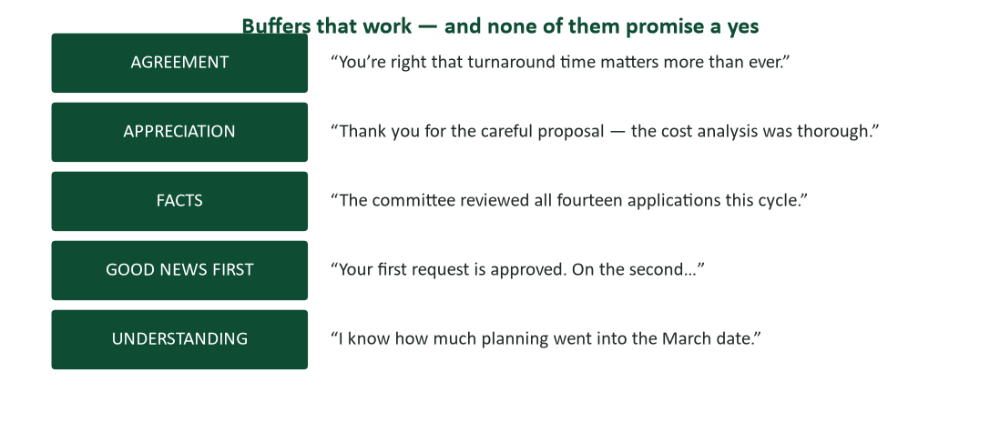 Buffers that work — and none of them promise a yes
AGREEMENT
“You’re right that turnaround time matters more than ever.”
APPRECIATION
“Thank you for the careful proposal — the cost analysis was thorough.”
FACTS
“The committee reviewed all fourteen applications this cycle.”
GOOD NEWS FIRST
“Your first request is approved. On the second…”
UNDERSTANDING
“I know how much planning went into the March date.”